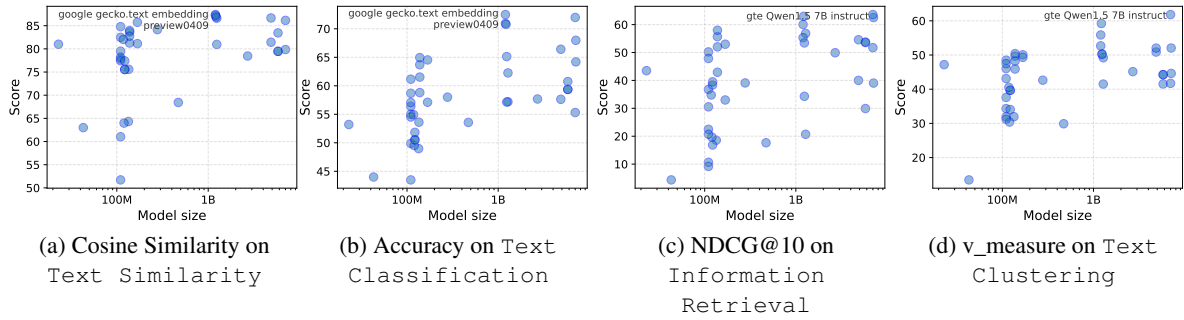 google gecko.text embedding
preview0409
Score
85
80
75
70
65
60
55
50
100M
1B
Model size
(a) Cosine Similarity on
Text Similarity
google gecko.text embedding
preview0409
Score
70
65
60
55
50
45
100M
1B
Model size
(b) Accuracy on Text
Classification
gte Qwen1.5 7B instruct
Score
60
50
40
30
20
10
100M
1B
Model size
(c) NDCG@10 on
Information
Retrieval
gte Qwen1.5 7B instruct
Score
60
50
40
30
20
100M
1B
Model size
(d) v_measure on Text
Clustering